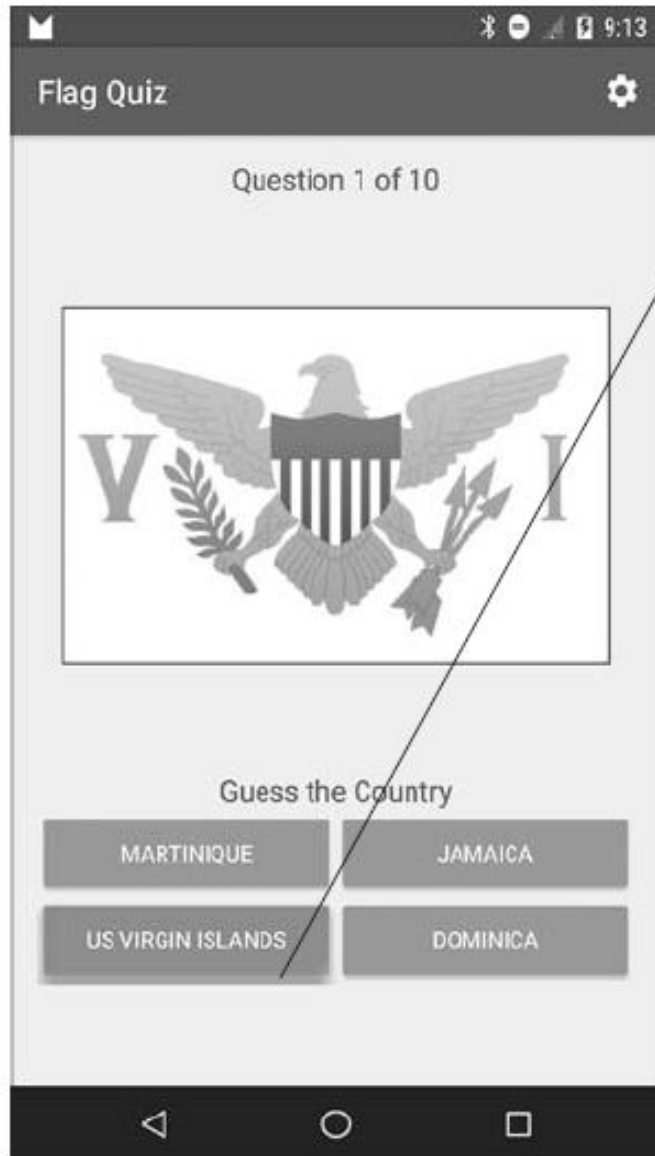 9:13
Flag Quiz
Question 1 of 10
V I
Guess the Country
MARTINIQUE JAMAICA
US VIRGIN ISLANDS DOMINICA